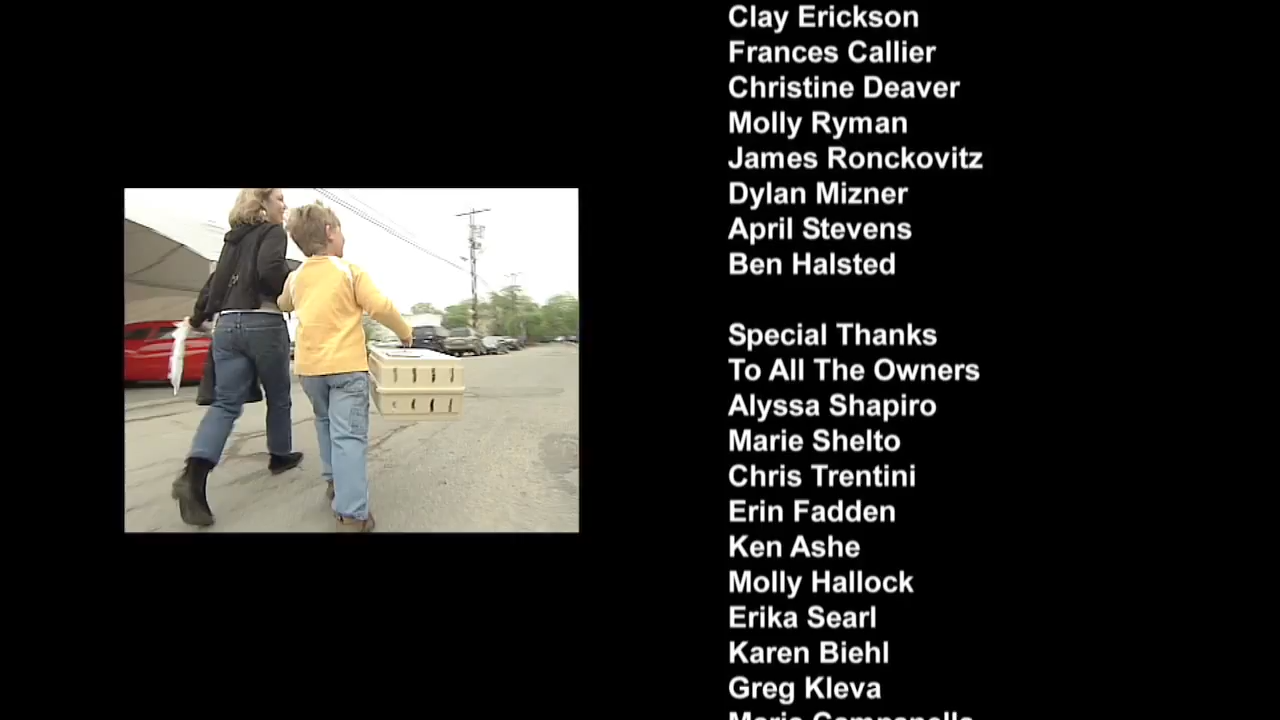 Clay Erickson
Frances Callier
Christine Deaver
Molly Ryman
James Ronckovitz
Dylan Mizner
April Stevens
Ben Halsted
Special Thanks
To All The Owners
Alyssa Shapiro
Marie Shelto
Chris Trentini
Erin Fadden
Ken Ashe
Molly Hallock
Erika Searl
Karen Biehl
Greg Kleva